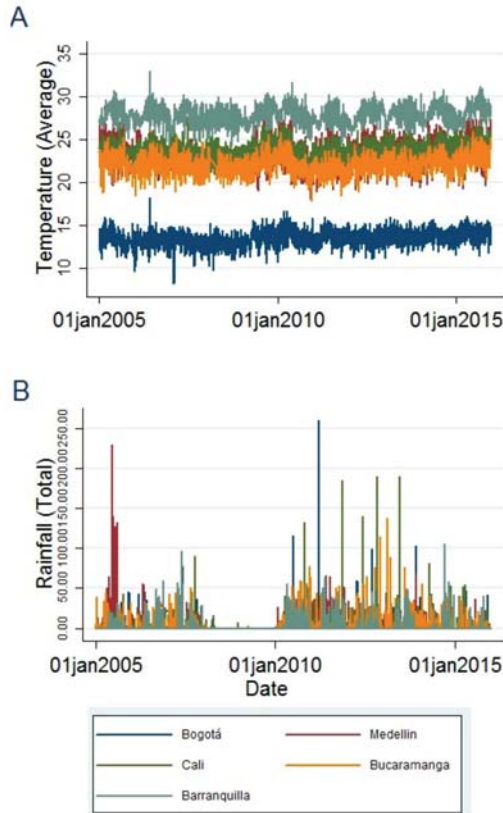 A
Temperature (Average)
35
30
25
20
15
10
01jan2005 01jan2010 01jan2015
B
Rainfall (Total)
0.00 50.00 100.00 150.00 200.00 250.00
01jan2005 01jan2010 01jan2015
Date
Bogotá Medellin
Cali Bucaramanga
Barranquilla